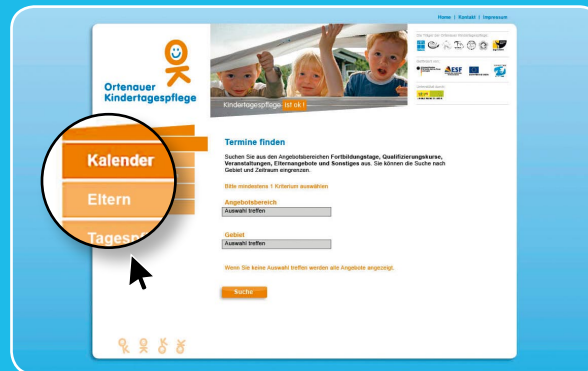 Home | Kontakt | Impressum
Ortenauer
Kindertagespflege
Kindertagespflege ist ok!
ESF
Kalender
Eltern
Termine finden
Suchen Sie aus den Angebotsbereichen Fortbildungstage, Qualifizierungskurse,
Veranstaltungen, Elternangebote und Sonstiges aus. Sie können die Suche nach
Gebiet und Zeitraum eingrenzen.
Bitte mindestens 1 Kriterium auswählen
Angebotsbereich
Auswahl treffen
Gebiet
Auswahl treffen
Wenn Sie keine Auswahl treffen werden alle Angebote angezeigt.
Suche